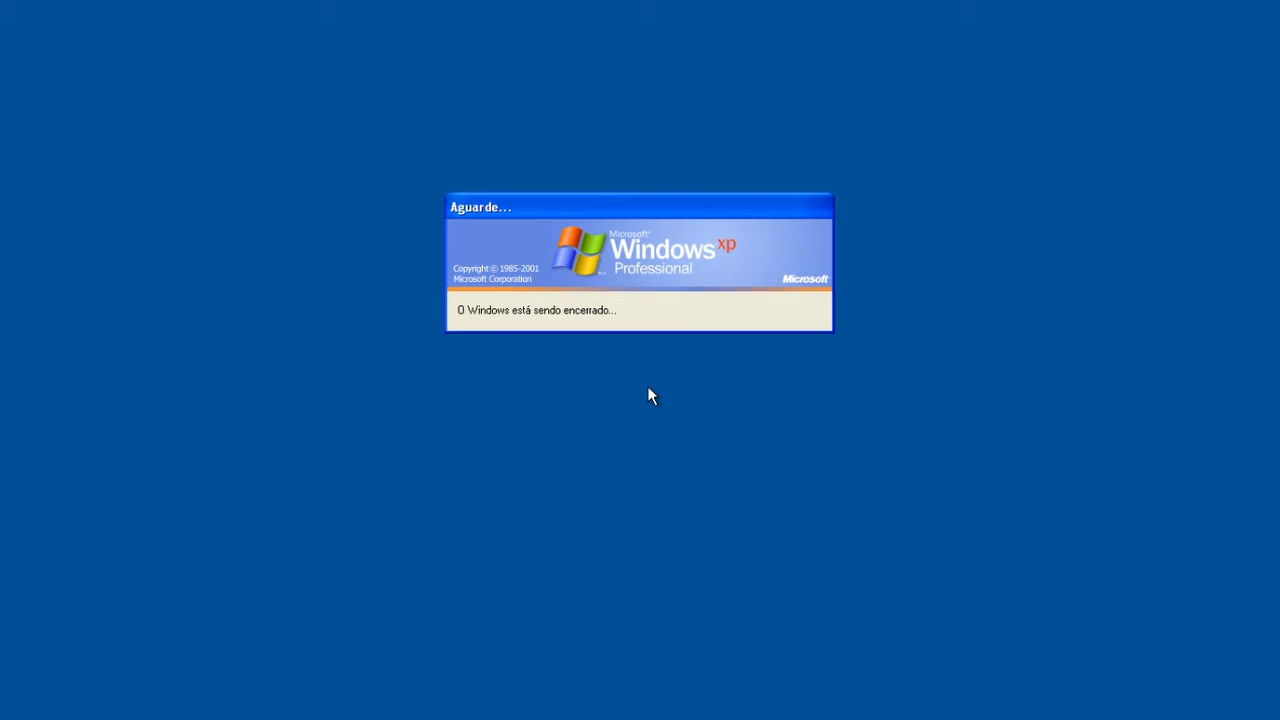 Aguarde...
Microsoft®
Windows xp
Professional
Copyright © 1985-2001
Microsoft Corporation
Microsoft
O Windows está sendo encerrado...